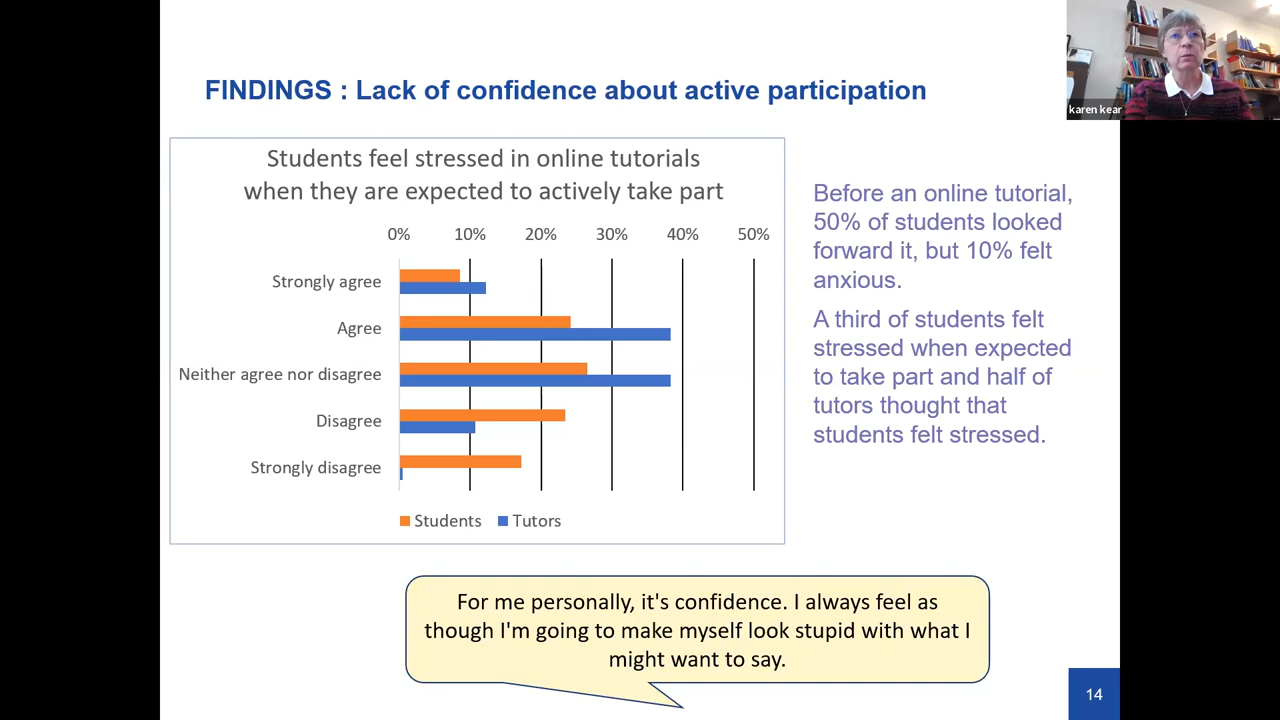 FINDINGS : Lack of confidence about active participation
karen kear
Students feel stressed in online tutorials
when they are expected to actively take part
0% 10% 20% 30% 40% 50%
Strongly agree
Agree
Neither agree nor disagree
Disagree
Strongly disagree
Students Tutors
Before an online tutorial,
50% of students looked
forward it, but 10% felt
anxious.
A third of students felt
stressed when expected
to take part and half of
tutors thought that
students felt stressed.
For me personally, it's confidence. I always feel as
though I'm going to make myself look stupid with what I
might want to say.
14